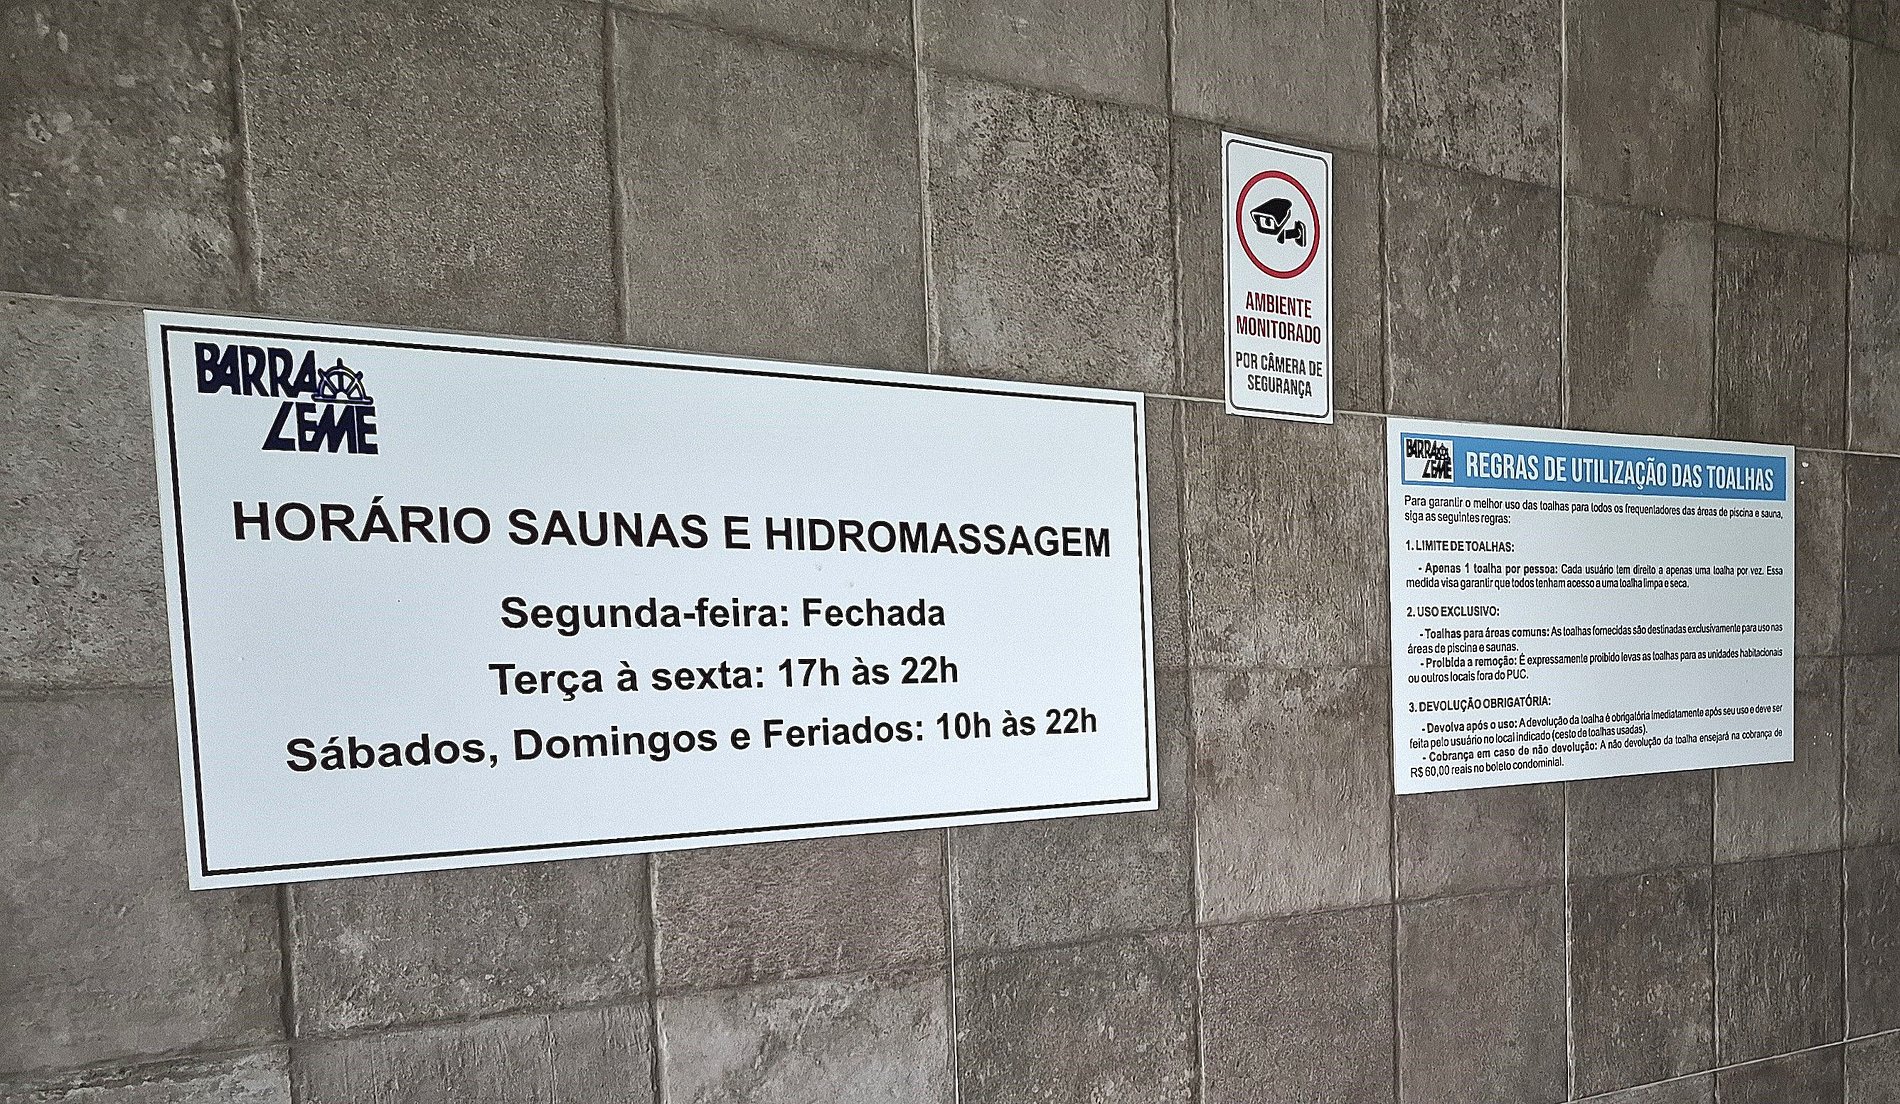 BARRA
LEME
HORÁRIO SAUNAS E HIDROMASSAGEM
Segunda-feira: Fechada
Terça à sexta: 17h às 22h
Sábados, Domingos e Feriados: 10h às 22h
AMBIENTE
MONITORADO
POR CÂMERA DE
SEGURANÇA
BARRA
LEME
REGRAS DE UTILIZAÇÃO DAS TOALHAS
Para garantir o melhor uso das toalhas para todos os frequentadores das áreas de piscina e sauna,
siga as seguintes regras:
1. LIMITE DE TOALHAS:
- Apenas 1 toalha por pessoa: Cada usuário tem direito a apenas uma toalha por vez. Essa
medida visa garantir que todos tenham acesso a uma toalha limpa e seca.
2. USO EXCLUSIVO:
- Toalhas para áreas comuns: As toalhas fornecidas são destinadas exclusivamente para uso nas
áreas de piscina e saunas.
- Proibida a remoção: É expressamente proibido levas as toalhas para as unidades habitacionais
ou outros locais fora do PUC.
3. DEVOLUÇÃO OBRIGATÓRIA:
- Devolva após o uso: A devolução da toalha é obrigatória imediatamente após seu uso e deve ser
feita pelo usuário no local indicado (cesto de toalhas usadas).
- Cobrança em caso de não devolução: A não devolução da toalha ensejará na cobrança de
R$ 60,00 reais no boleto condominial.